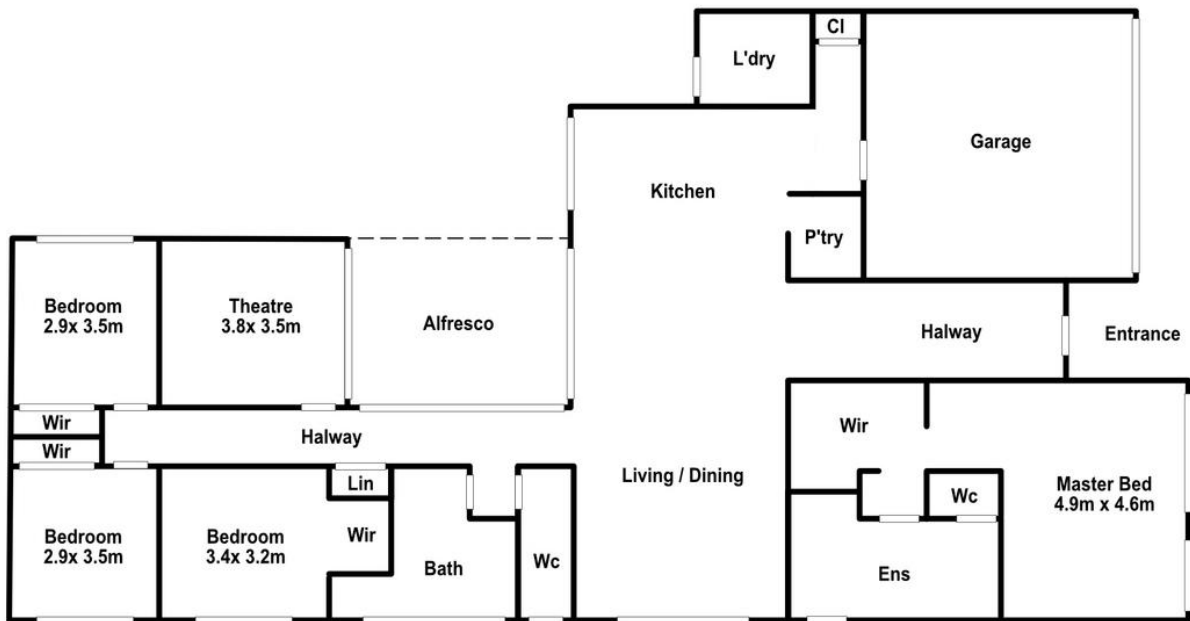 Cl
L'dry
Garage
Kitchen
P'try
Bedroom
2.9x 3.5m
Theatre
3.8x 3.5m
Alfresco
Halway
Entrance
Wir
Wir
Halway
Wir
Lin
Living / Dining
Master Bed
4.9m x 4.6m
Wc
Bedroom
2.9x 3.5m
Bedroom
3.4x 3.2m
Wir
Bath
Wc
Ens